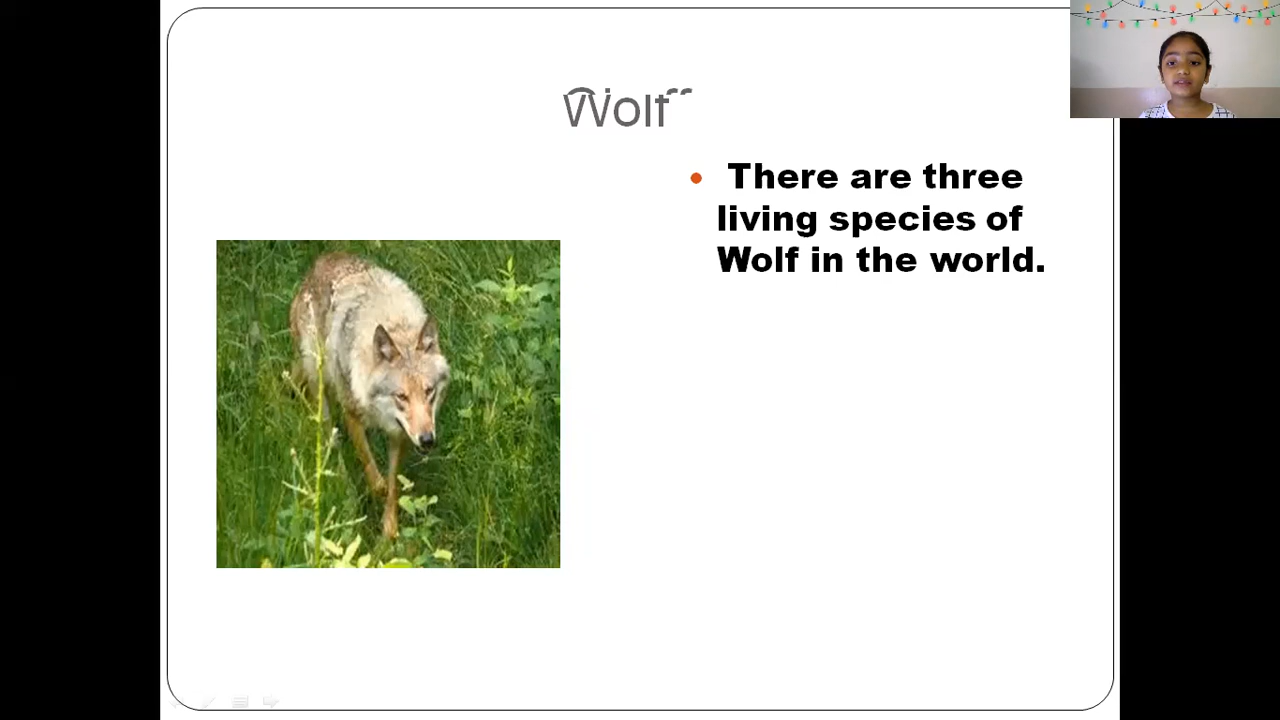 Wolf
There are three
living species of
Wolf in the world.